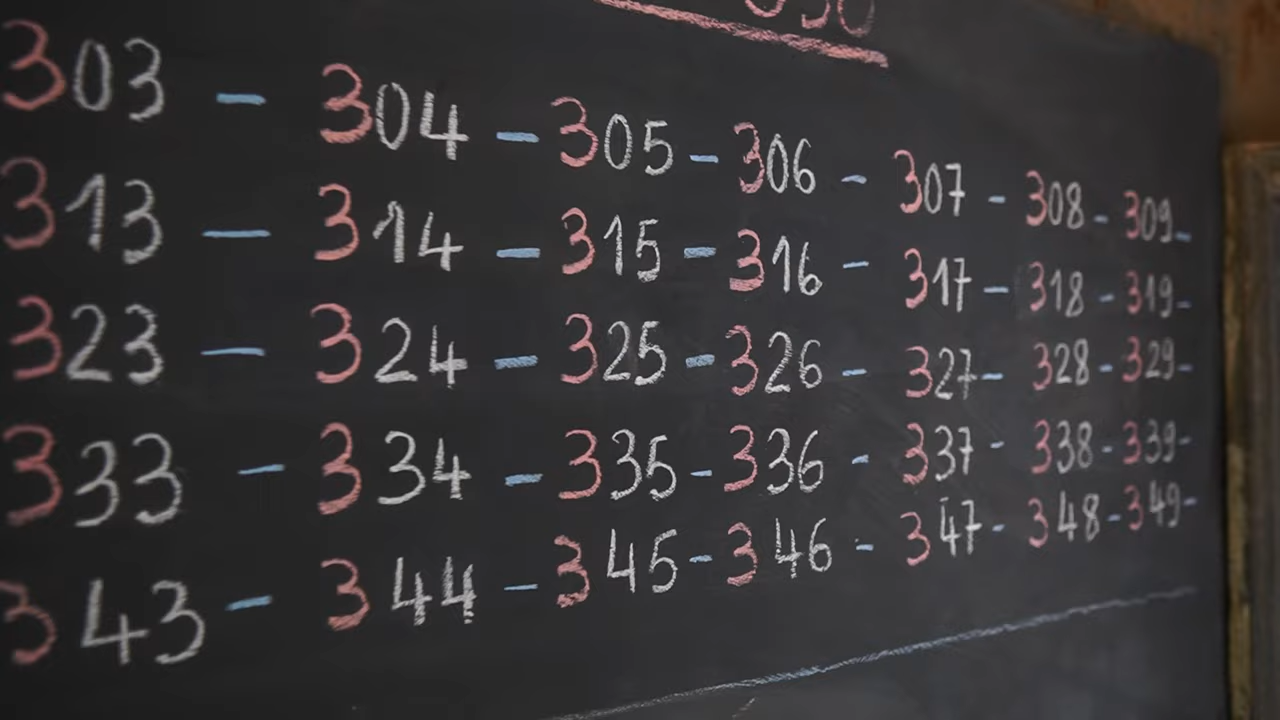 303 - 304 - 305 - 306 - 307 - 308 - 309 -
313 - 314 - 315 - 316 - 317 - 318 - 319 -
323 - 324 - 325 - 326 - 327 - 328 - 329 -
333 - 334 - 335 - 336 - 337 - 338 - 339 -
343 - 344 - 345 - 346 - 347 - 348 - 349 -